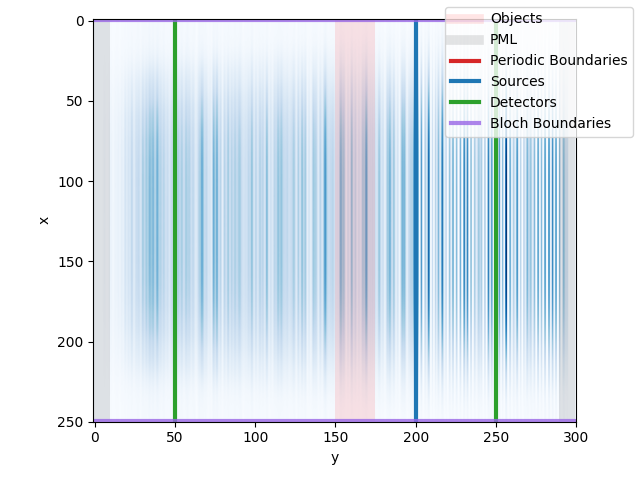 Objects
PML
Periodic Boundaries
Sources
Detectors
Bloch Boundaries
0
50
100
150
200
250
x
0
50
100
150
200
250
300
y